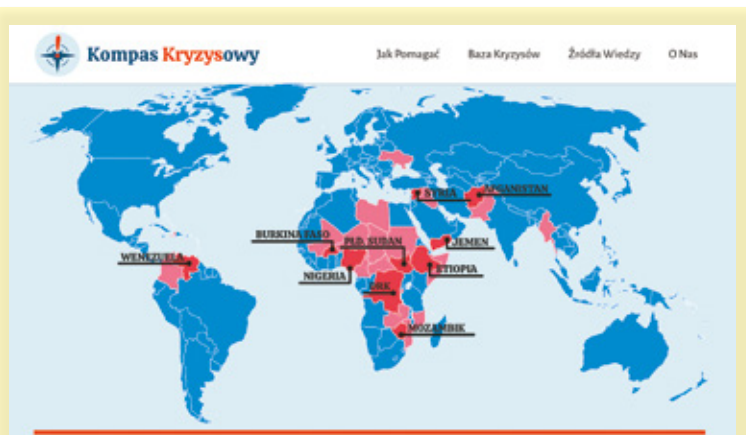 Kompas Kryzysowy
Jak Pomagać Baza Kryzysów Źródła Wiedzy O Nas
SYRIA
AFGANISTAN
BURKINA FASO
PŁD. SUDAN
JEMEN
WENEZUELA
NIGERIA
ETIOPIA
DRK
MOZAMBIK